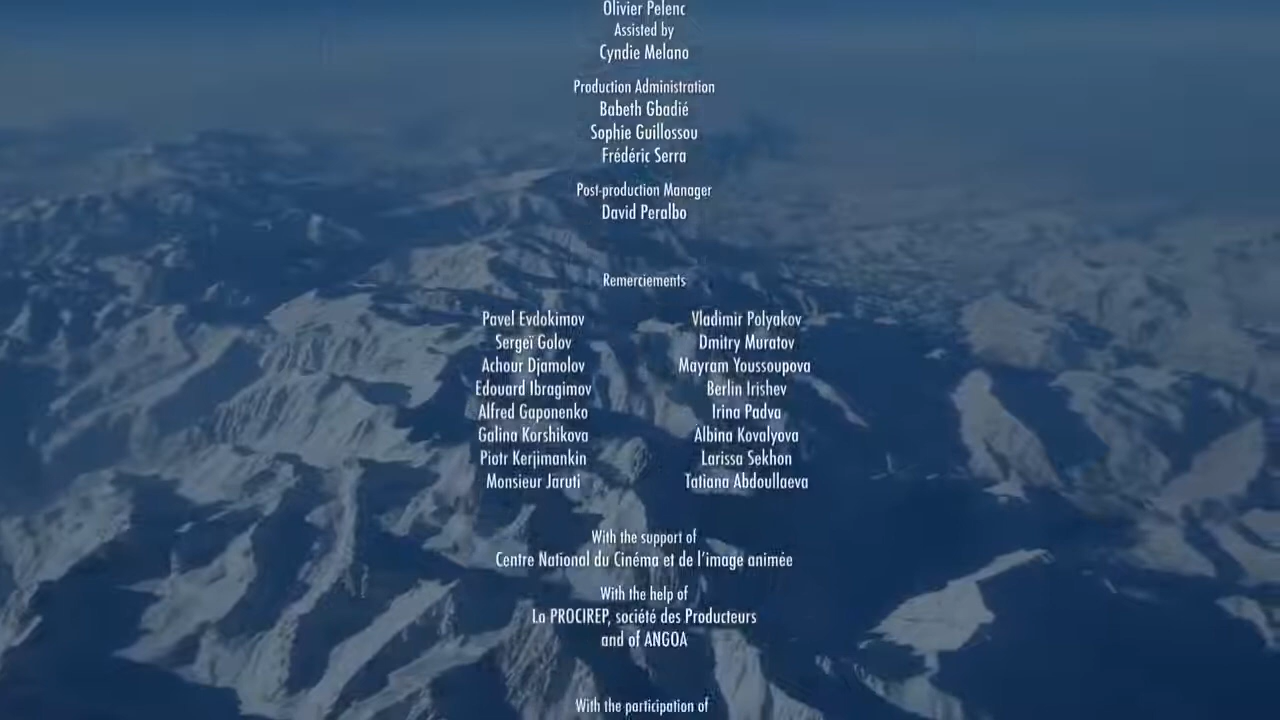 Olivier Pelenc
Assisted by
Cyndie Melano
Production Administration
Babeth Gbadié
Sophie Guillossou
Frédéric Serra
Post-production Manager
David Peralbo
Remerciements
Pavel Evdokimov
Vladimir Polyakov
Sergeï Golov
Dmitry Muratov
Achour Djamolov
Mayram Youssoupova
Edouard Ibragimov
Berlin Irishev
Alfred Gaponenko
Irina Padva
Galina Korshikova
Albina Kovalyova
Piotr Kerjimankin
Larissa Sekhon
Monsieur Jaruti
Tatiana Abdoullaeva
With the support of
Centre National du Cinéma et de l'image animée
With the help of
La PROCIREP, société des Producteurs
and of ANGOA
With the participation of